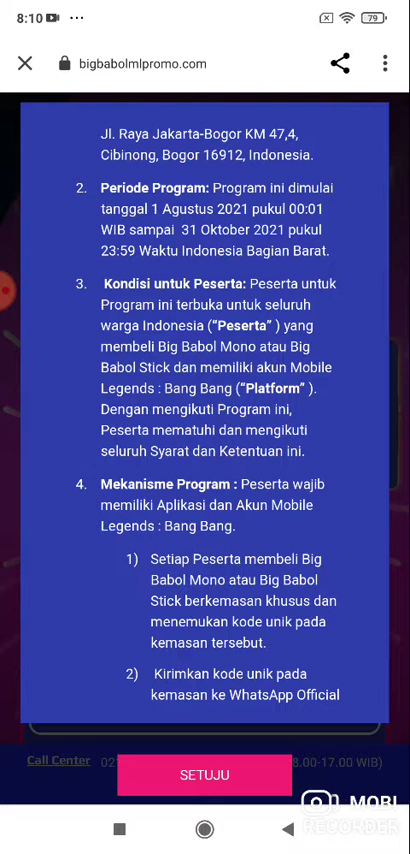 8:10
79
bigbabolmlpromo.com
Jl. Raya Jakarta-Bogor KM 47,4,
Cibinong, Bogor 16912, Indonesia.
2. Periode Program: Program ini dimulai
tanggal 1 Agustus 2021 pukul 00:01
WIB sampai 31 Oktober 2021 pukul
23:59 Waktu Indonesia Bagian Barat.
3. Kondisi untuk Peserta: Peserta untuk
Program ini terbuka untuk seluruh
warga Indonesia (“Peserta” ) yang
membeli Big Babol Mono atau Big
Babol Stick dan memiliki akun Mobile
Legends : Bang Bang (“Platform” ).
Dengan mengikuti Program ini,
Peserta mematuhi dan mengikuti
seluruh Syarat dan Ketentuan ini.
4. Mekanisme Program : Peserta wajib
memiliki Aplikasi dan Akun Mobile
Legends : Bang Bang.
1) Setiap Peserta membeli Big
Babol Mono atau Big Babol
Stick berkemasan khusus dan
menemukan kode unik pada
kemasan tersebut.
2) Kirimkan kode unik pada
kemasan ke WhatsApp Official
Call Center 02 8.00-17.00 WIB)
SETUJU
MOBI
RECORDER